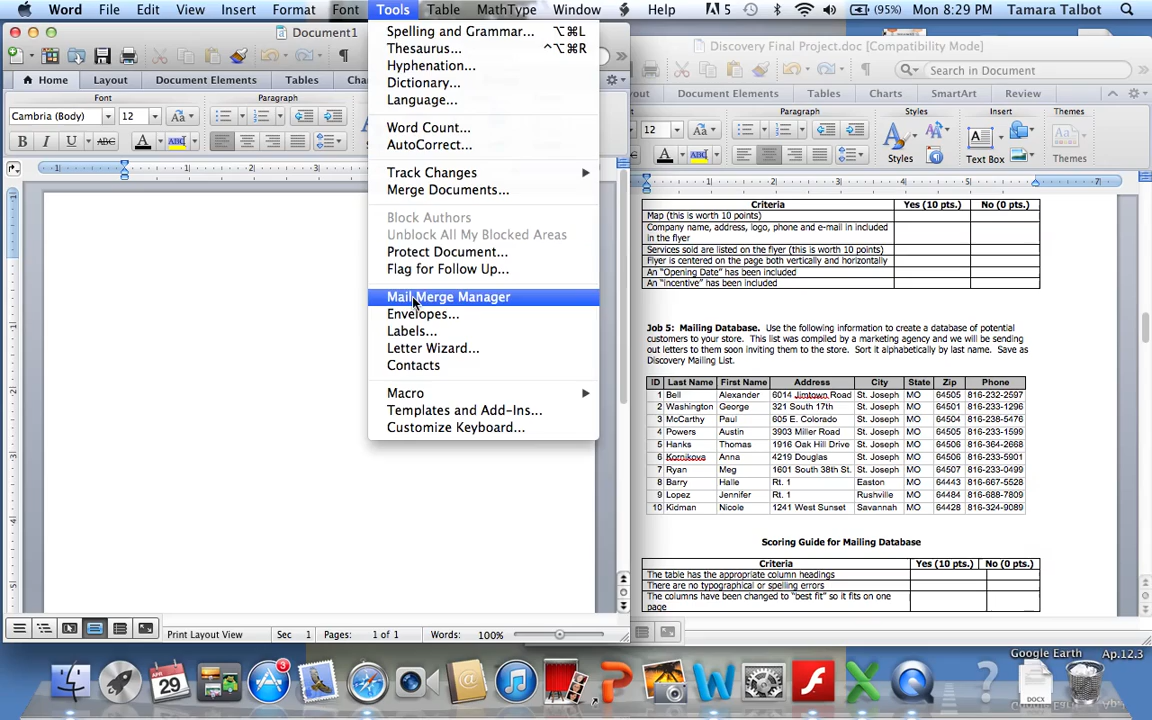 Word File Edit View Insert Format Font Tools Table MathType Window Help 5 (95%) Mon 8:29 PM Tamara Talbot
Document1
Home Layout Document Elements Tables Cha
Font Paragraph
Cambria (Body) 12 Aa
B I U ABC A ABC
Spelling and Grammar... ⌥⌘L
Thesaurus... ^⌥⌘R
Hyphenation...
Dictionary...
Language...
Word Count...
AutoCorrect...
Track Changes
Merge Documents...
Block Authors
Unblock All My Blocked Areas
Protect Document...
Flag for Follow Up...
Mail Merge Manager
Envelopes...
Labels...
Letter Wizard...
Contacts
Macro
Templates and Add-Ins...
Customize Keyboard...
Print Layout View Sec 1 Pages: 1 of 1 Words: 100%
Discovery Final Project.doc [Compatibility Mode]
Search in Document
out Document Elements Tables Charts SmartArt Review
Paragraph Styles Insert Themes
12 Aa
Styles Text Box Themes
Criteria Yes (10 pts.) No (0 pts.)
Map (this is worth 10 points)
Company name, address, logo, phone and e-mail in included
in the flyer
Services sold are listed on the flyer (this is worth 10 points)
Flyer is centered on the page both vertically and horizontally
An "Opening Date" has been included
An "Incentive" has been included
Job 5: Mailing Database. Use the following information to create a database of potential
customers to your store. This list was compiled by a marketing agency and we will be sending
out letters to them soon inviting them to the store. Sort it alphabetically by last name. Save as
Discovery Mailing List.
ID Last Name First Name Address City State Zip Phone
1 Bell Alexander 6014 Jimtown Road St. Joseph MO 64505 816-232-2597
2 Washington George 321 South 17th St. Joseph MO 64501 816-233-1296
3 McCarthy Paul 605 E. Colorado St. Joseph MO 64504 816-238-5476
4 Powers Austin 3903 Miller Road St. Joseph MO 64505 816-233-1599
5 Hanks Thomas 1916 Oak Hill Drive St. Joseph MO 64506 816-364-2668
6 Kornikova Anna 4219 Douglas St. Joseph MO 64506 816-233-5901
7 Ryan Meg 1601 South 38th St. St. Joseph MO 64507 816-233-0499
8 Barry Halle Rt. 1 Easton MO 64443 816-667-5528
9 Lopez Jennifer Rt. 1 Rushville MO 64484 816-688-7809
10 Kidman Nicole 1241 West Sunset Savannah MO 64428 816-324-9089
Scoring Guide for Mailing Database
Criteria Yes (10 pts.) No (0 pts.)
The table has the appropriate column headings
There are no typographical or spelling errors
The columns have been changed to "best fit" so it fits on one
page
Google Earth Ap.12.3
APR 29 3 DOCX